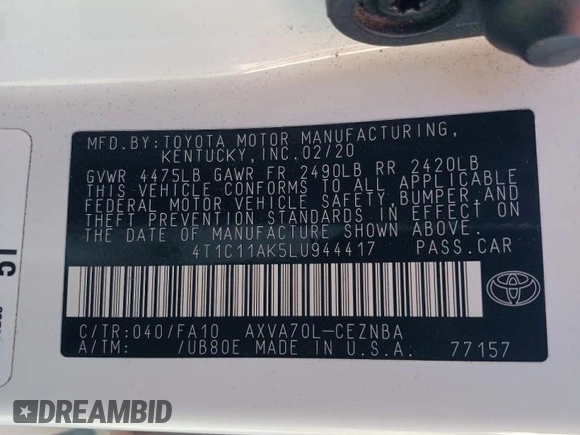 MFD.BY:TOYOTA MOTOR MANUFACTURING,
KENTUCKY, INC. 02/20
GVWR 4475LB GAWR FR 2490LB RR 2420LB
THIS VEHICLE CONFORMS TO ALL APPLICABLE
FEDERAL MOTOR VEHICLE SAFETY, BUMPER, AND
THEFT PREVENTION STANDARDS IN EFFECT ON
THE DATE OF MANUFACTURE SHOWN ABOVE.
4T1C11AK5LU944417 PASS.CAR
C/TR:040/FA10 AXVA70L-CEZNBA
A/TM: /UB80E MADE IN U.S.A. 77157
TOYOTA
DREAMBID